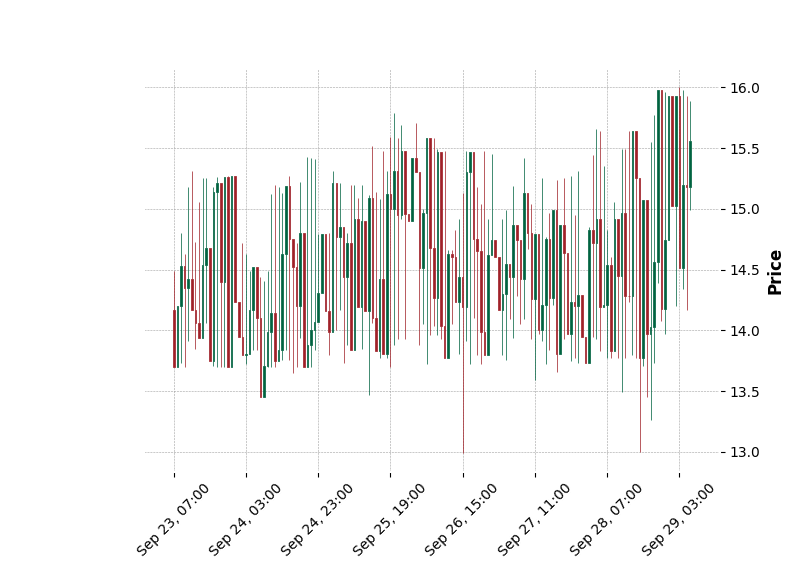 16.0
15.5
15.0
14.5
14.0
13.5
13.0
Price
Sep 23, 07:00
Sep 24, 03:00
Sep 24, 23:00
Sep 25, 19:00
Sep 26, 15:00
Sep 27, 11:00
Sep 28, 07:00
Sep 29, 03:00